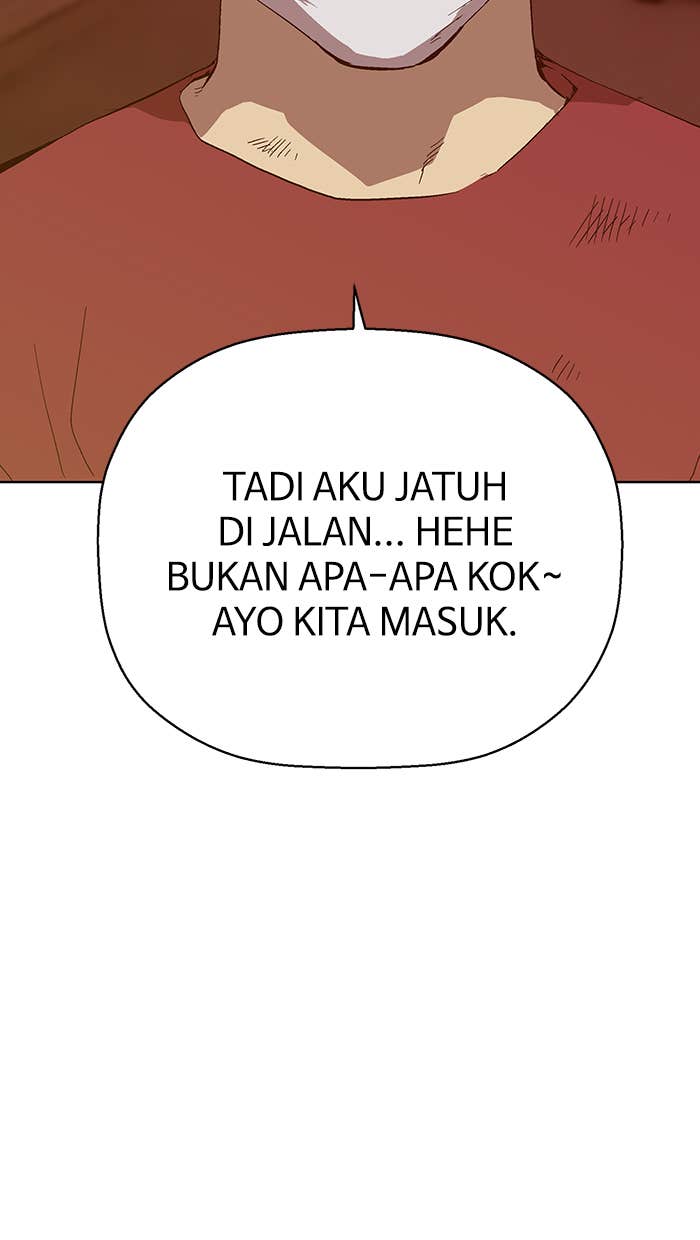 TADI AKU JATUH
DI JALAN... HEHE
BUKAN APA-APA KOK~
AYO KITA MASUK.